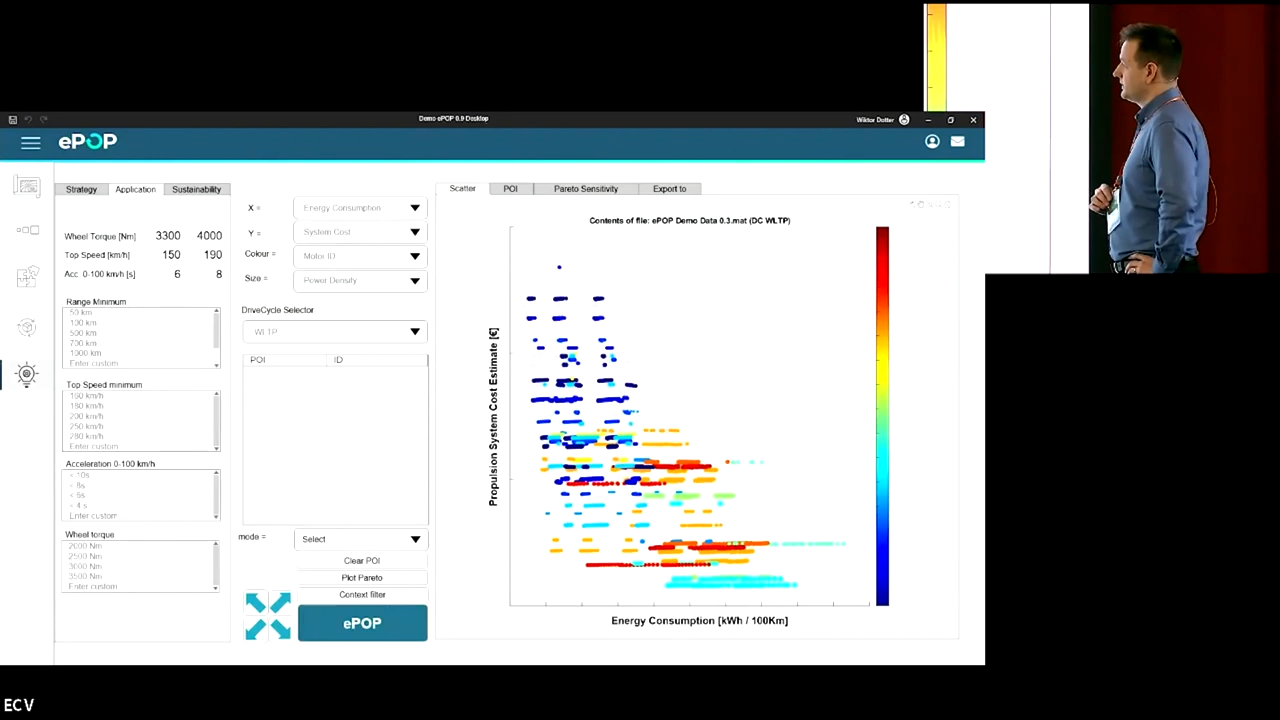 Demo ePOP 0.9 Desktop
Wiktor Dotter
ePOP
Strategy
Application
Sustainability
Wheel Torque [Nm] 3300 4000
Top Speed [km/h] 150 190
Acc. 0-100 km/h [s] 6 8
Range Minimum
50 km
100 km
500 km
700 km
1000 km
Enter custom
Top Speed minimum
160 km/h
180 km/h
200 km/h
250 km/h
280 km/h
Enter custom
Acceleration 0-100 km/h
< 10s
< 8s
< 6s
< 4 s
Enter custom
Wheel torque
2000 Nm
2500 Nm
3000 Nm
3500 Nm
Enter custom
X = Energy Consumption
Y = System Cost
Colour = Motor ID
Size = Power Density
DriveCycle Selector
WLTP
POI ID
mode = Select
Clear POI
Plot Pareto
Context filter
ePOP
Scatter
POI
Pareto Sensitivity
Export to
Contents of file: ePOP Demo Data 0.3.mat (DC WLTP)
Propulsion System Cost Estimate [€]
Energy Consumption [kWh / 100Km]
ECV